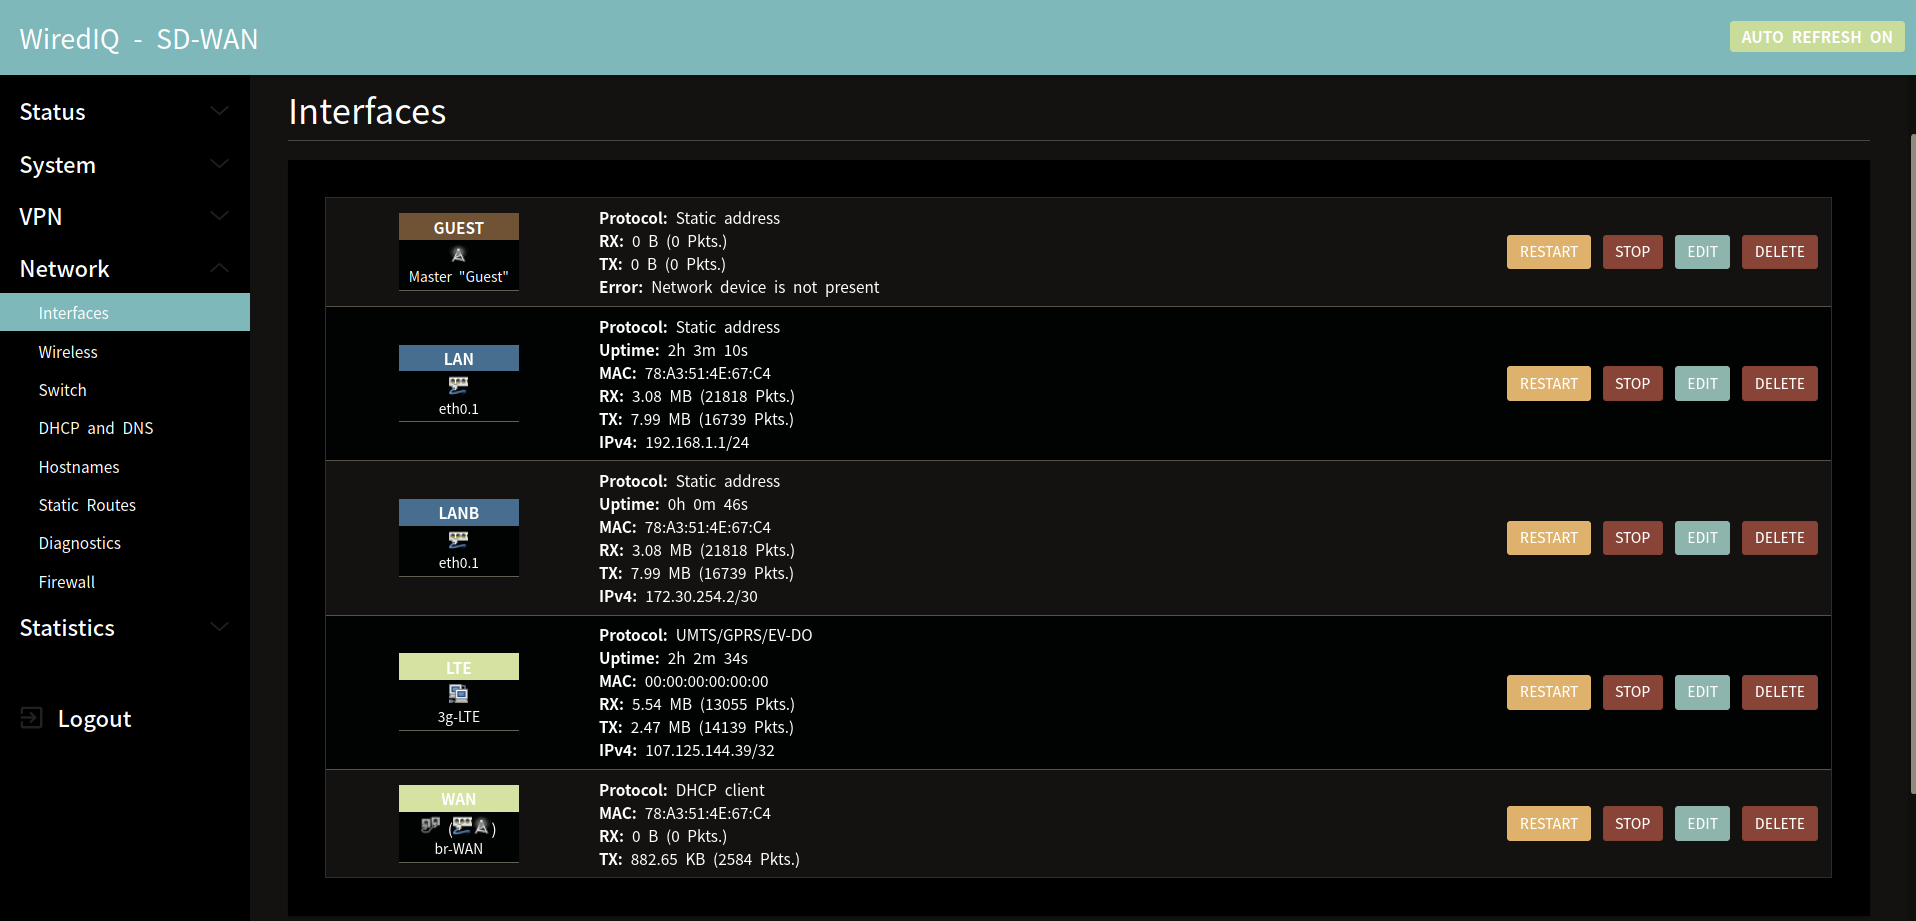 WiredIQ - SD-WAN
AUTO REFRESH ON
Status
System
VPN
Network
Interfaces
Wireless
Switch
DHCP and DNS
Hostnames
Static Routes
Diagnostics
Firewall
Statistics
Logout
Interfaces
GUEST
Master "Guest"
Protocol: Static address
RX: 0 B (0 Pkts.)
TX: 0 B (0 Pkts.)
Error: Network device is not present
RESTART STOP EDIT DELETE
LAN
eth0.1
Protocol: Static address
Uptime: 2h 3m 10s
MAC: 78:A3:51:4E:67:C4
RX: 3.08 MB (21818 Pkts.)
TX: 7.99 MB (16739 Pkts.)
IPv4: 192.168.1.1/24
RESTART STOP EDIT DELETE
LANB
eth0.1
Protocol: Static address
Uptime: 0h 0m 46s
MAC: 78:A3:51:4E:67:C4
RX: 3.08 MB (21818 Pkts.)
TX: 7.99 MB (16739 Pkts.)
IPv4: 172.30.254.2/30
RESTART STOP EDIT DELETE
LTE
3g-LTE
Protocol: UMTS/GPRS/EV-DO
Uptime: 2h 2m 34s
MAC: 00:00:00:00:00:00
RX: 5.54 MB (13055 Pkts.)
TX: 2.47 MB (14139 Pkts.)
IPv4: 107.125.144.39/32
RESTART STOP EDIT DELETE
WAN
( )
br-WAN
Protocol: DHCP client
MAC: 78:A3:51:4E:67:C4
RX: 0 B (0 Pkts.)
TX: 882.65 KB (2584 Pkts.)
RESTART STOP EDIT DELETE